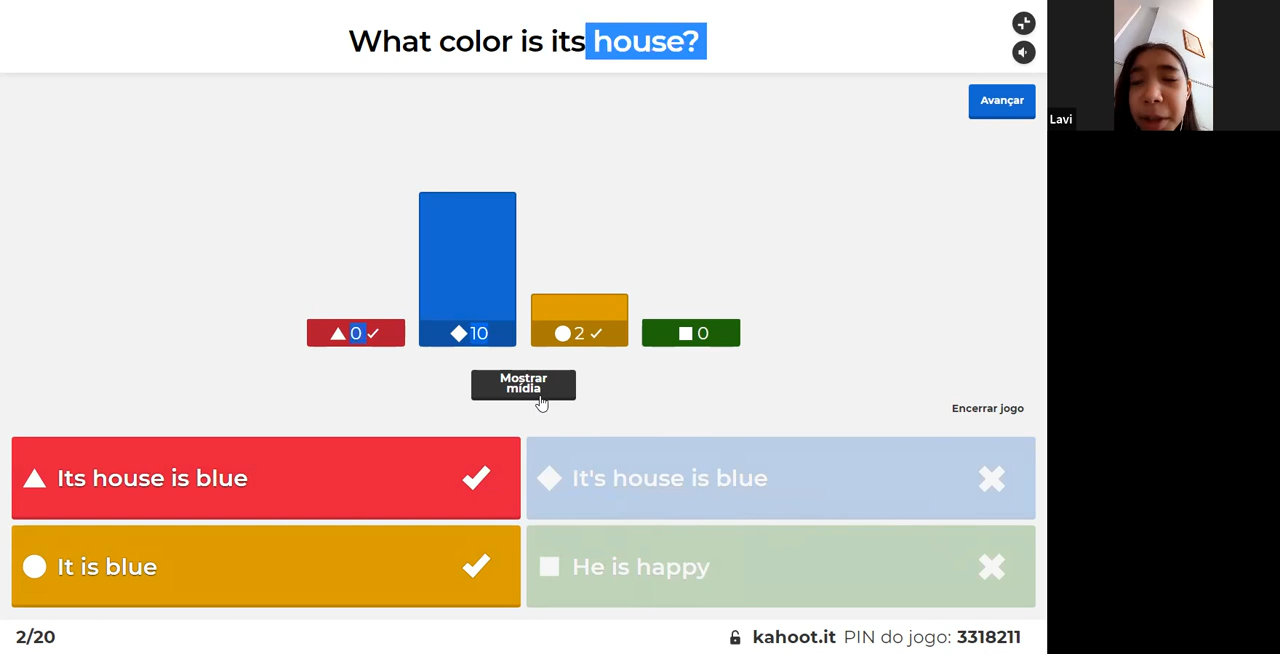 What color is its house?
Avançar
Lavi
0
10
2
0
Mostrar
mídia
Encerrar jogo
Its house is blue
It's house is blue
It is blue
He is happy
2/20
kahoot.it PIN do jogo: 3318211